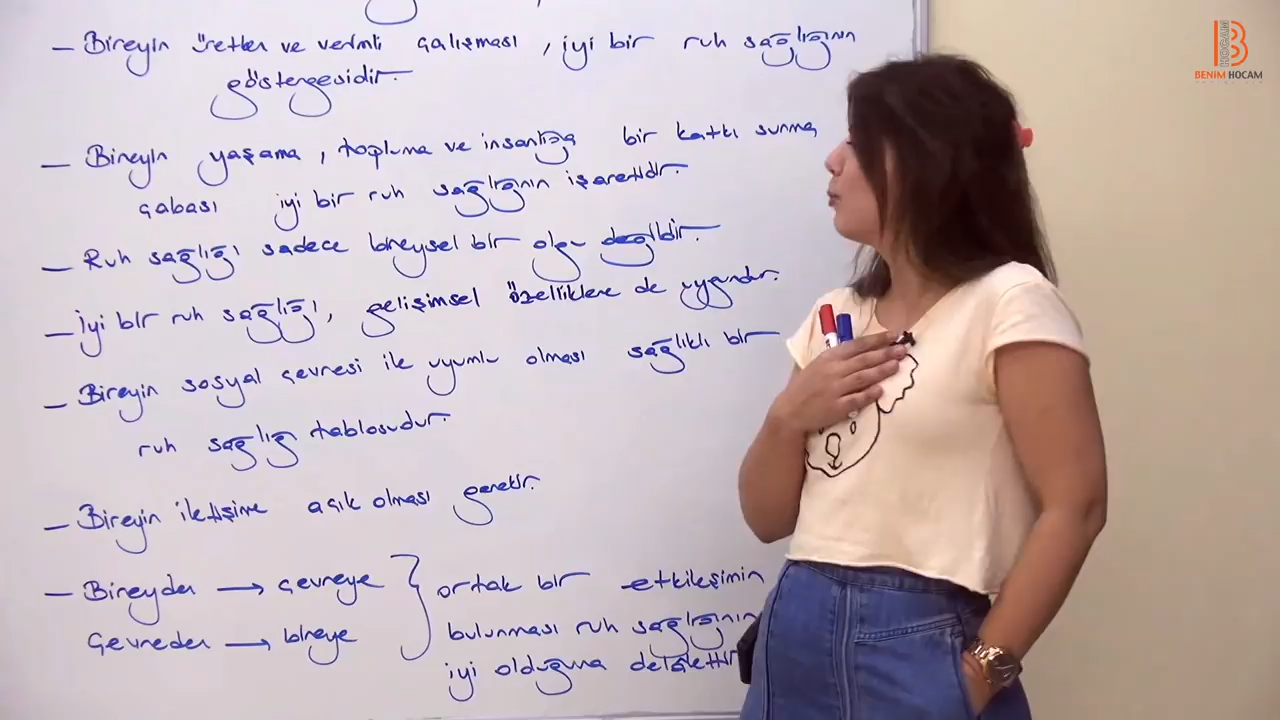 – Bireyin üretken ve verimli çalışması, iyi bir ruh sağlığının
göstergesidir.
– Bireyin yaşama, topluma ve insanlığa bir katkı sunma
çabası iyi bir ruh sağlığının işaretidir.
– Ruh sağlığı sadece bireysel bir olgu değildir.
– İyi bir ruh sağlığı, gelişimsel özelliklere de uygundur.
– Bireyin sosyal çevresi ile uyumlu olması sağlıklı bir
ruh sağlığı tablosudur.
– Bireyin iletişime açık olması gerekir.
– Bireyden → çevreye } ortak bir etkileşimin
Çevreden → bireye bulunması ruh sağlığının
iyi olduğuna delalettir
HOCAM
BENİM HOCAM